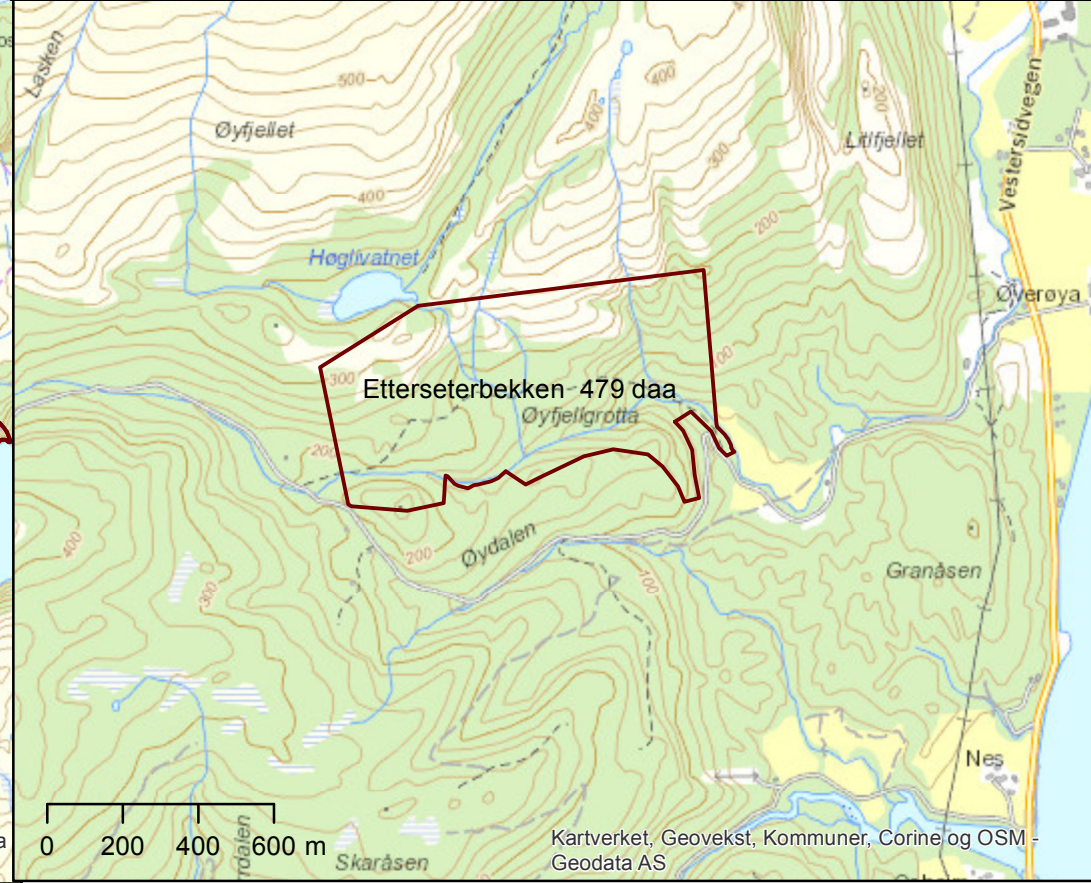 Lasken
500
400
400
400
200
Øyfjellet
Litlfjellet
300
Vestersidvegen
400
200
Høglivatnet
Øverøya
100
300
Etterseterbekken 479 daa
Øyfjellgrotta
200
400
200
Øydalen
300
100
Granåsen
Nes
0 200 400 600 m
Skaråsen
Kartverket, Geovekst, Kommuner, Corine og OSM -
Geodata AS